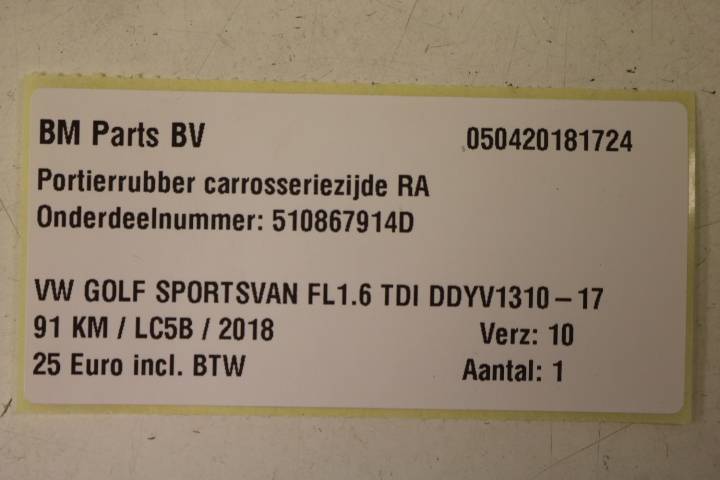 BM Parts BV 050420181724
Portierrubber carrosseriezijde RA
Onderdeelnummer: 510867914D
VW GOLF SPORTSVAN FL1.6 TDI DDYV1310-17
91 KM / LC5B / 2018 Verz: 10
25 Euro incl. BTW Aantal: 1